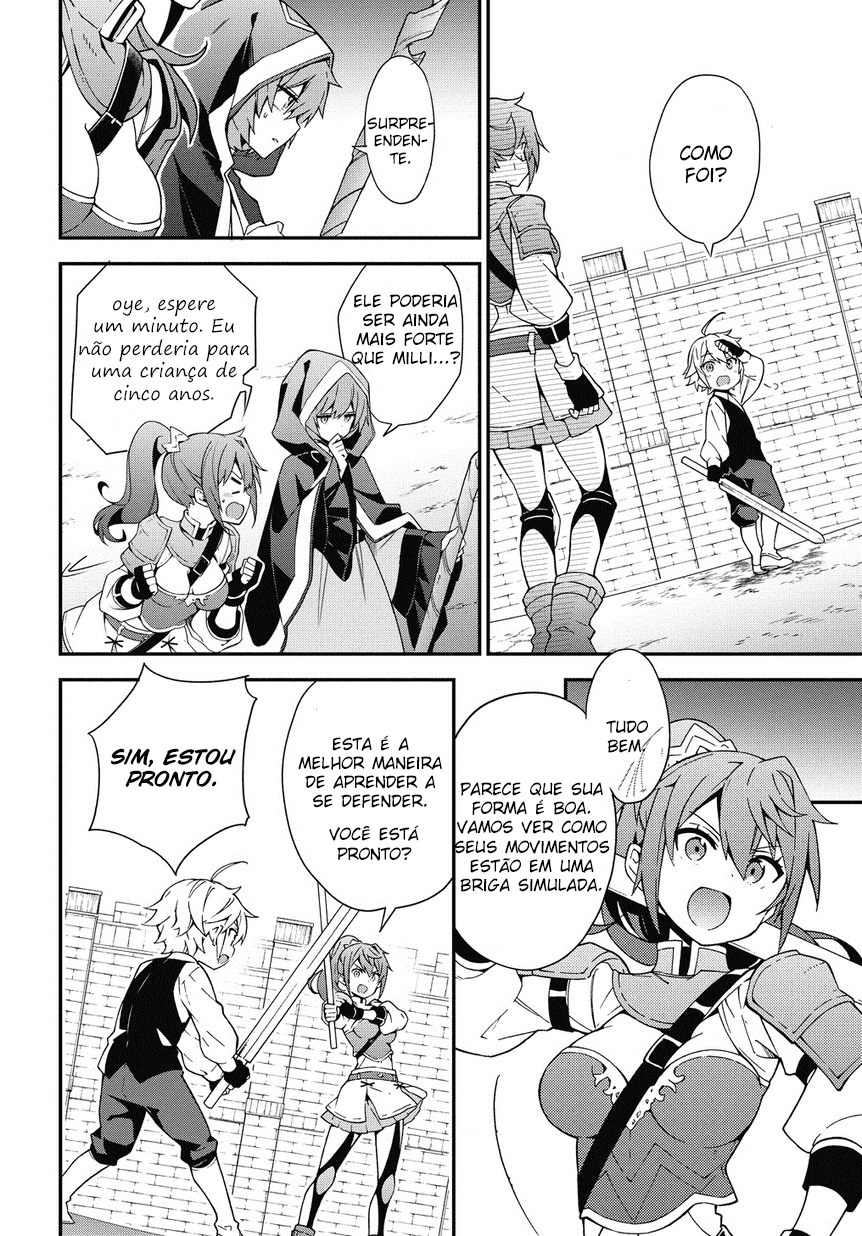 COMO
FOI?
SURPRE-
ENDEN-
TE.
ELE PODERIA
SER AINDA
MAIS FORTE
QUE MILLI...?
oye, espere
um minuto. Eu
não perderia para
uma criança de
cinco anos.
TUDO
BEM.
PARECE QUE SUA
FORMA É BOA.
VAMOS VER COMO
SEUS MOVIMENTOS
ESTÃO EM UMA
BRIGA SIMULADA.
ESTA É A
MELHOR MANEIRA
DE APRENDER A
SE DEFENDER.
VOCÊ ESTÁ
PRONTO?
SIM, ESTOU
PRONTO.